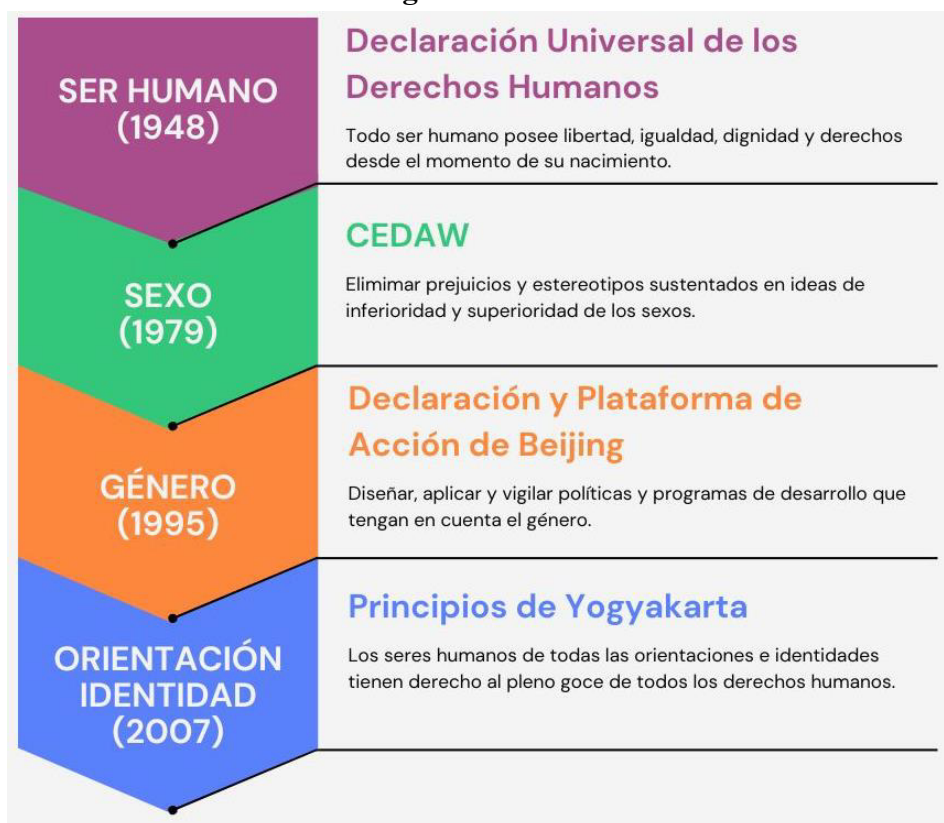 SER HUMANO
(1948)
Declaración Universal de los
Derechos Humanos
Todo ser humano posee libertad, igualdad, dignidad y derechos
desde el momento de su nacimiento.
SEXO
(1979)
CEDAW
Elimimar prejuicios y estereotipos sustentados en ideas de
inferioridad y superioridad de los sexos.
GÉNERO
(1995)
Declaración y Plataforma de
Acción de Beijing
Diseñar, aplicar y vigilar políticas y programas de desarrollo que
tengan en cuenta el género.
ORIENTACIÓN
IDENTIDAD
(2007)
Principios de Yogyakarta
Los seres humanos de todas las orientaciones e identidades
tienen derecho al pleno goce de todos los derechos humanos.